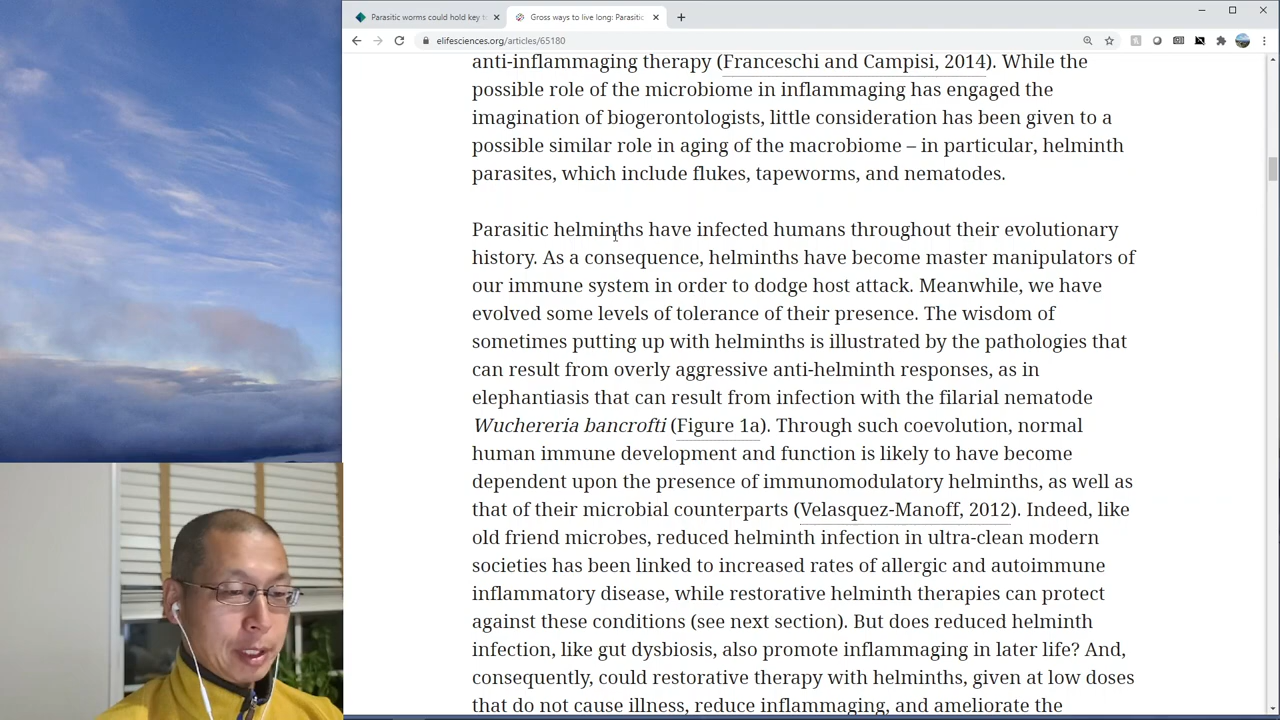 Parasitic worms could hold key t
Gross ways to live long: Parasitic
elifesciences.org/articles/65180
anti-inflammaging therapy (Franceschi and Campisi, 2014). While the
possible role of the microbiome in inflammaging has engaged the
imagination of biogerontologists, little consideration has been given to a
possible similar role in aging of the macrobiome – in particular, helminth
parasites, which include flukes, tapeworms, and nematodes.
Parasitic helminths have infected humans throughout their evolutionary
history. As a consequence, helminths have become master manipulators of
our immune system in order to dodge host attack. Meanwhile, we have
evolved some levels of tolerance of their presence. The wisdom of
sometimes putting up with helminths is illustrated by the pathologies that
can result from overly aggressive anti-helminth responses, as in
elephantiasis that can result from infection with the filarial nematode
Wuchereria bancrofti (Figure 1a). Through such coevolution, normal
human immune development and function is likely to have become
dependent upon the presence of immunomodulatory helminths, as well as
that of their microbial counterparts (Velasquez-Manoff, 2012). Indeed, like
old friend microbes, reduced helminth infection in ultra-clean modern
societies has been linked to increased rates of allergic and autoimmune
inflammatory disease, while restorative helminth therapies can protect
against these conditions (see next section). But does reduced helminth
infection, like gut dysbiosis, also promote inflammaging in later life? And,
consequently, could restorative therapy with helminths, given at low doses
that do not cause illness, reduce inflammaging, and ameliorate the